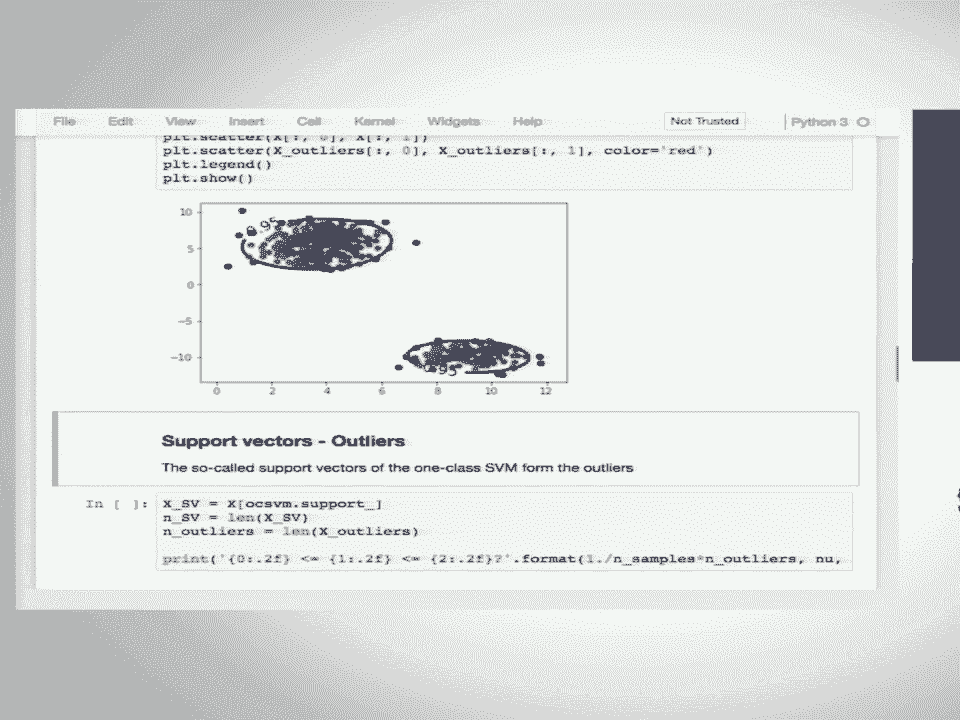 File Edit View Insert Cell Kernel Widgets Help Not Trusted Python 3
plt.scatter(X[:, 0], X[:, 1])
plt.scatter(X_outliers[:, 0], X_outliers[:, 1], color='red')
plt.legend()
plt.show()
10
5
0
-5
-10
0.95
0.95
0 2 4 6 8 10 12
Support vectors - Outliers
The so-called support vectors of the one-class SVM form the outliers
In [ ]: X_SV = X[ocsvm.support_]
n_SV = len(X_SV)
n_outliers = len(X_outliers)
print('{0:.2f} <= {1:.2f} <= {2:.2f}?'.format(1./n_samples*n_outliers, nu,